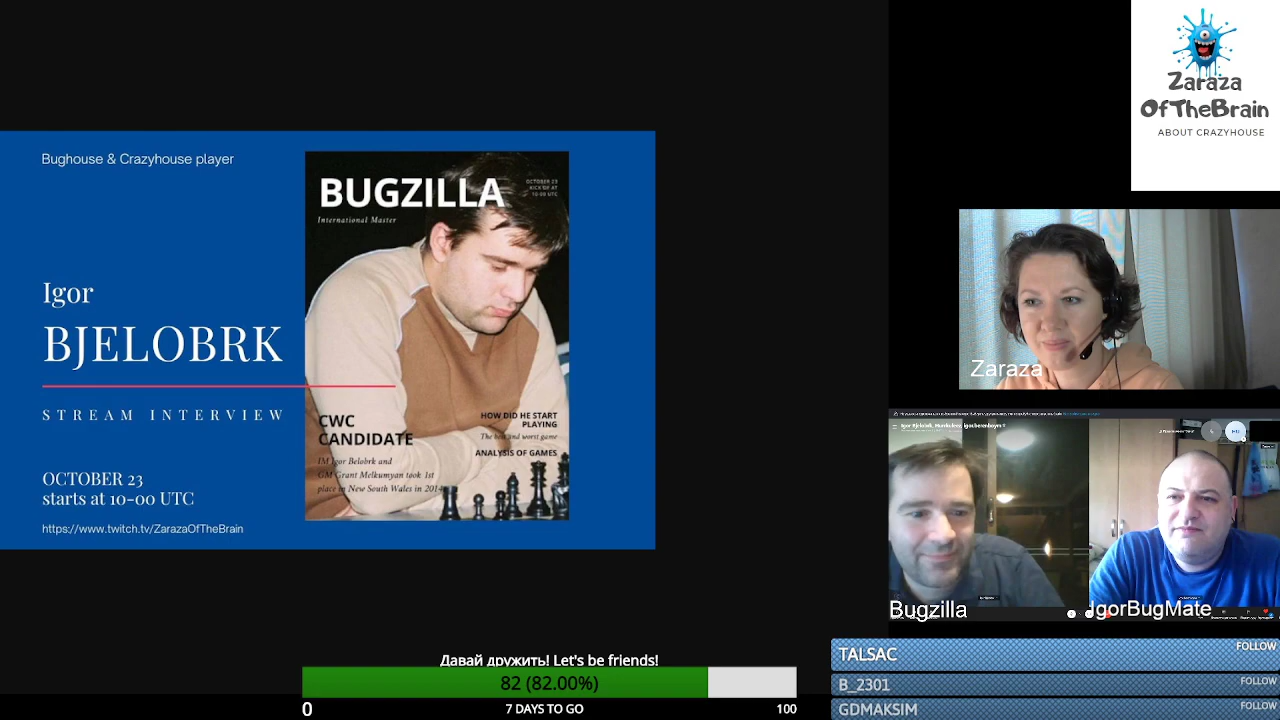 Bughouse & Crazyhouse player
Igor
BJELOBRK
STREAM INTERVIEW
OCTOBER 23
starts at 10-00 UTC
https://www.twitch.tv/ZarazaOfTheBrain
BUGZILLA
International Master
OCTOBER 23
KICK OF AT
10-00 UTC
CWC
CANDIDATE
IM Igor Belobrk and
GM Grant Melkumyan took 1st
place in New South Wales in 2014
HOW DID HE START
PLAYING
The best and worst game
ANALYSIS OF GAMES
Zaraza
OfTheBrain
ABOUT CRAZYHOUSE
Zaraza
Bugzilla
IgorBugMate
Давай дружить! Let's be friends!
82 (82.00%)
0
7 DAYS TO GO
100
TALSAC
FOLLOW
B_2301
FOLLOW
GDMAKSIM
FOLLOW